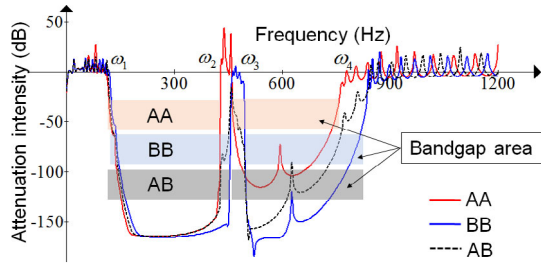 Attenuation intensity (dB)
50
0
-50
-100
-150
Frequency (Hz)
ω1
ω2
ω3
ω4
300
600
900
1200
AA
BB
AB
Bandgap area
AA
BB
AB